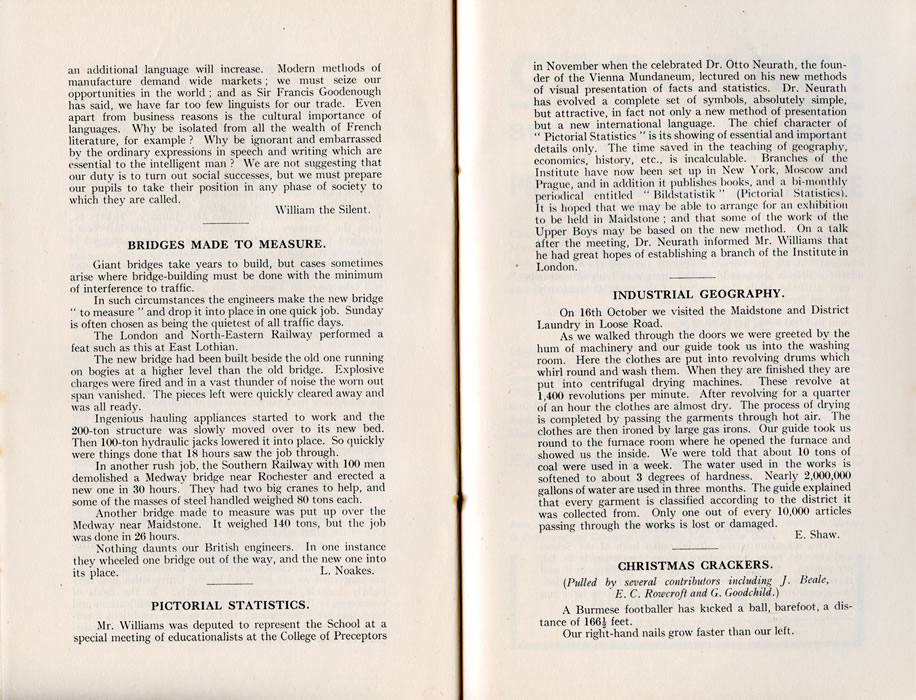 an additional language will increase. Modern methods of
manufacture demand wide markets ; we must seize our
opportunities in the world ; and as Sir Francis Goodenough
has said, we have far too few linguists for our trade. Even
apart from business reasons is the cultural importance of
languages. Why be isolated from all the wealth of French
literature, for example ? Why be ignorant and embarrassed
by the ordinary expressions in speech and writing which are
essential to the intelligent man ? We are not suggesting that
our duty is to turn out social successes, but we must prepare
our pupils to take their position in any phase of society to
which they are called.
William the Silent.
BRIDGES MADE TO MEASURE.
Giant bridges take years to build, but cases sometimes
arise where bridge-building must be done with the minimum
of interference to traffic.
In such circumstances the engineers make the new bridge
" to measure " and drop it into place in one quick job. Sunday
is often chosen as being the quietest of all traffic days.
The London and North-Eastern Railway performed a
feat such as this at East Lothian.
The new bridge had been built beside the old one running
on bogies at a higher level than the old bridge. Explosive
charges were fired and in a vast thunder of noise the worn out
span vanished. The pieces left were quickly cleared away and
was all ready.
Ingenious hauling appliances started to work and the
200-ton structure was slowly moved over to its new bed.
Then 100-ton hydraulic jacks lowered it into place. So quickly
were things done that 18 hours saw the job through.
In another rush job, the Southern Railway with 100 men
demolished a Medway bridge near Rochester and erected a
new one in 30 hours. They had two big cranes to help, and
some of the masses of steel handled weighed 80 tons each.
Another bridge made to measure was put up over the
Medway near Maidstone. It weighed 140 tons, but the job
was done in 26 hours.
Nothing daunts our British engineers. In one instance
they wheeled one bridge out of the way, and the new one into
its place. L. Noakes.
PICTORIAL STATISTICS.
Mr. Williams was deputed to represent the School at a
special meeting of educationalists at the College of Preceptors
in November when the celebrated Dr. Otto Neurath, the foun-
der of the Vienna Mundaneum, lectured on his new methods
of visual presentation of facts and statistics. Dr. Neurath
has evolved a complete set of symbols, absolutely simple,
but attractive, in fact not only a new method of presentation
but a new international language. The chief character of
" Pictorial Statistics " is its showing of essential and important
details only. The time saved in the teaching of geography,
economics, history, etc., is incalculable. Branches of the
Institute have now been set up in New York, Moscow and
Prague, and in addition it publishes books, and a bi-monthly
periodical entitled " Bildstatistik " (Pictorial Statistics).
It is hoped that we may be able to arrange for an exhibition
to be held in Maidstone ; and that some of the work of the
Upper Boys may be based on the new method. On a talk
after the meeting, Dr. Neurath informed Mr. Williams that
he had great hopes of establishing a branch of the Institute in
London.
INDUSTRIAL GEOGRAPHY.
On 16th October we visited the Maidstone and District
Laundry in Loose Road.
As we walked through the doors we were greeted by the
hum of machinery and our guide took us into the washing
room. Here the clothes are put into revolving drums which
whirl round and wash them. When they are finished they are
put into centrifugal drying machines. These revolve at
1,400 revolutions per minute. After revolving for a quarter
of an hour the clothes are almost dry. The process of drying
is completed by passing the garments through hot air. The
clothes are then ironed by large gas irons. Our guide took us
round to the furnace room where he opened the furnace and
showed us the inside. We were told that about 10 tons of
coal were used in a week. The water used in the works is
softened to about 3 degrees of hardness. Nearly 2,000,000
gallons of water are used in three months. The guide explained
that every garment is classified according to the district it
was collected from. Only one out of every 10,000 articles
passing through the works is lost or damaged.
E. Shaw.
CHRISTMAS CRACKERS.
(Pulled by several contributors including J. Beale,
E. C. Rowcroft and G. Goodchild.)
A Burmese footballer has kicked a ball, barefoot, a dis-
tance of 166½ feet.
Our right-hand nails grow faster than our left.